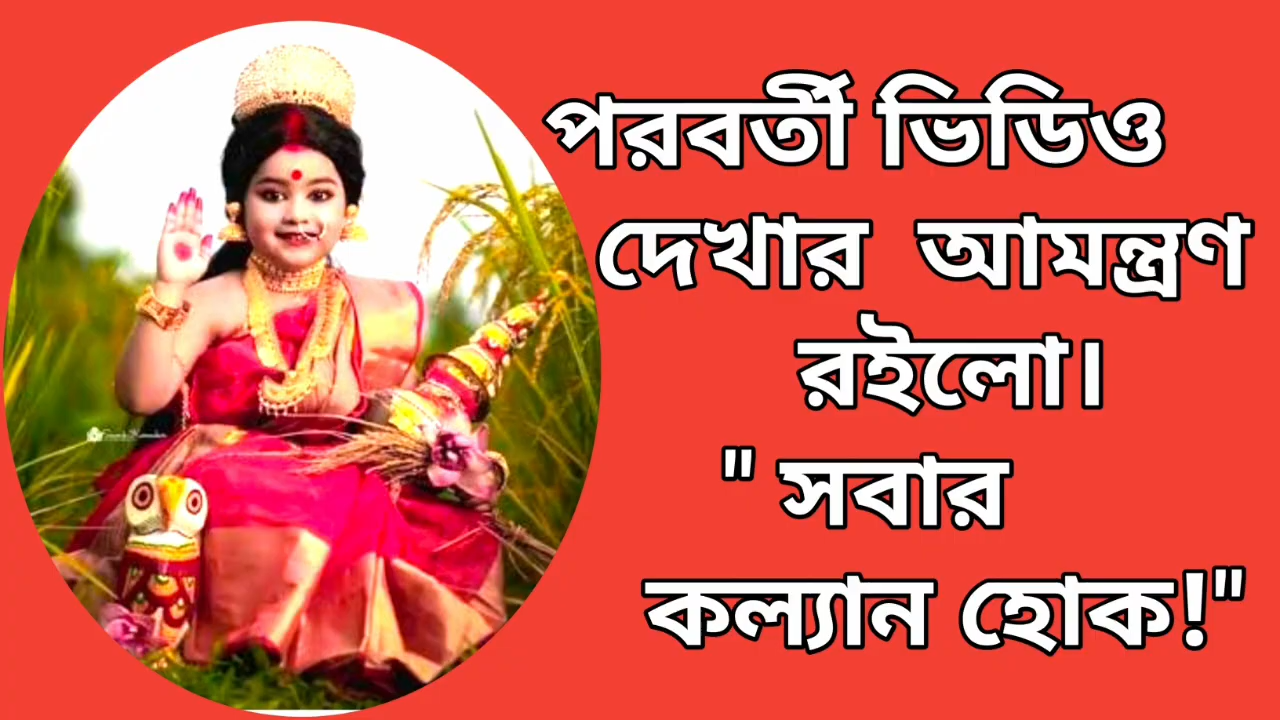 পরবর্তী ভিডিও
দেখার আমন্ত্রণ
রইলো।
" সবার
কল্যান হোক!"